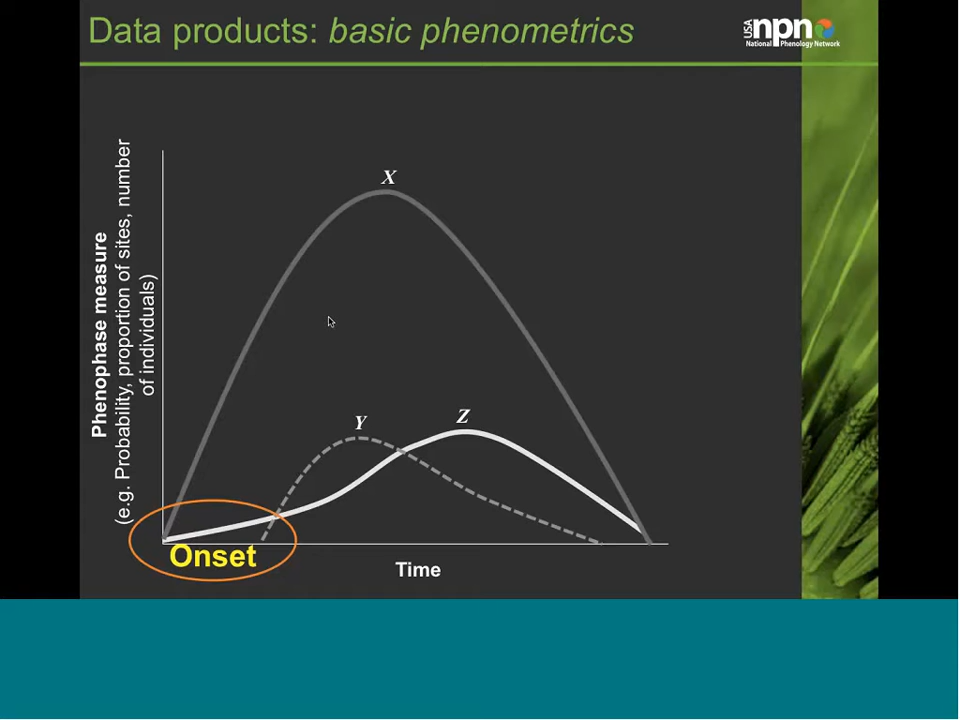 Data products: basic phenometrics
USA
npn
National Phenology Network
Phenophase measure
(e.g. Probability, proportion of sites, number
of individuals)
X
Y
Z
Onset
Time